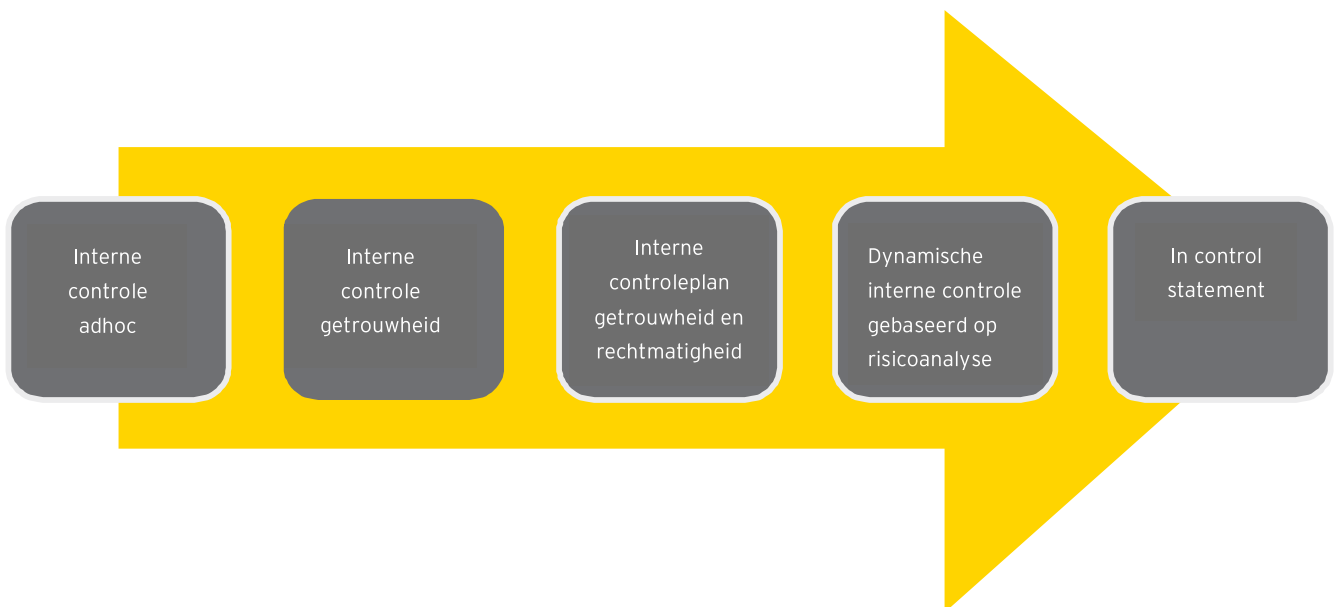 Interne
controle
adhoc
Interne
controle
getrouwheid
Interne
controleplan
getrouwheid en
rechtmatigheid
Dynamische
interne controle
gebaseerd op
risicoanalyse
In control
statement